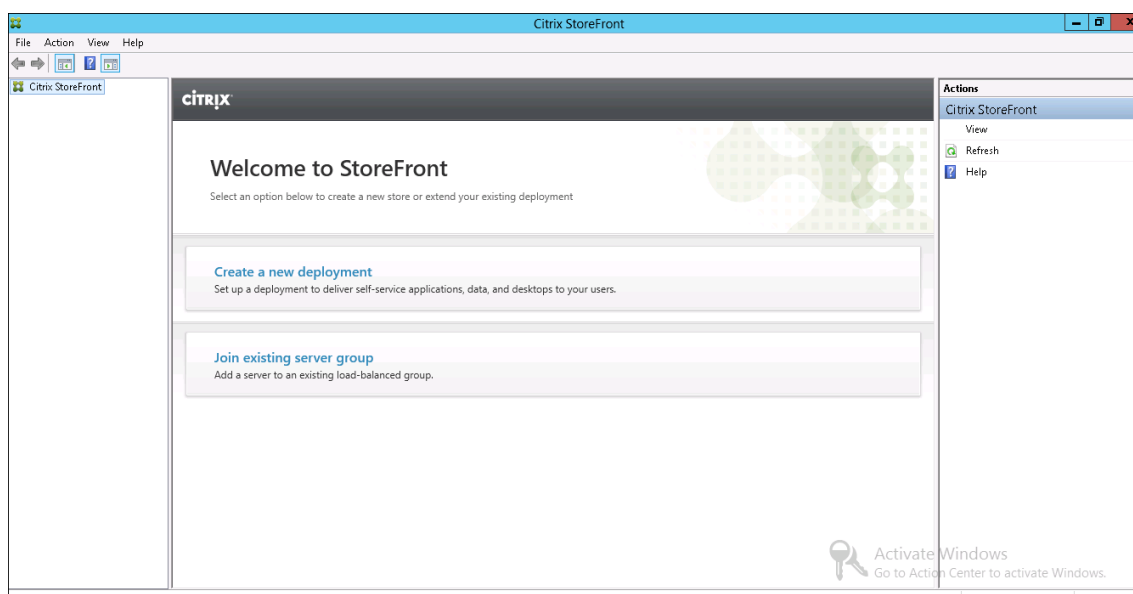 Citrix StoreFront
File Action View Help
Citrix StoreFront
CITRIX
Welcome to StoreFront
Select an option below to create a new store or extend your existing deployment
Create a new deployment
Set up a deployment to deliver self-service applications, data, and desktops to your users.
Join existing server group
Add a server to an existing load-balanced group.
Actions
Citrix StoreFront
View
Refresh
Help
Activate Windows
Go to Action Center to activate Windows.